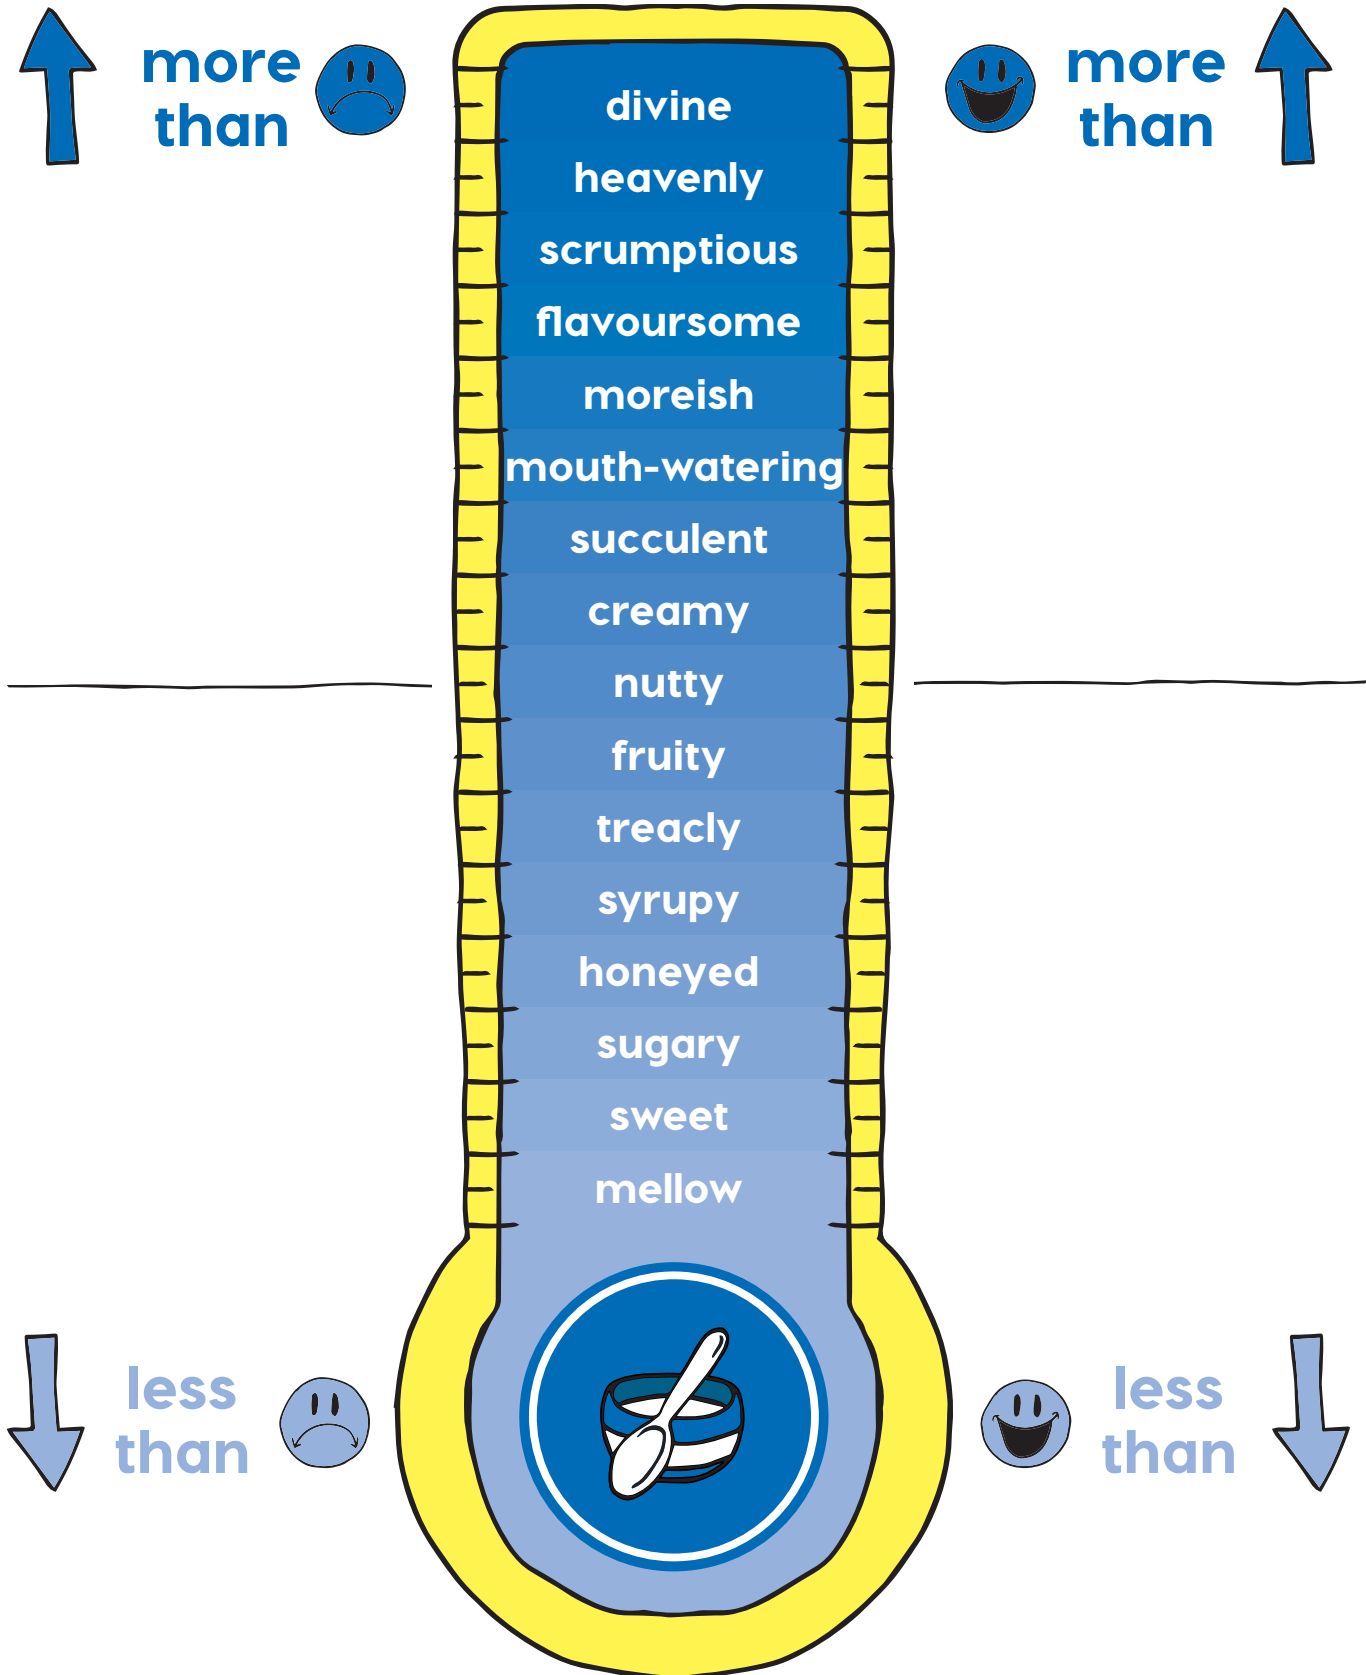 more
than
more
than
divine
heavenly
scrumptious
flavoursome
moreish
mouth-watering
succulent
creamy
nutty
fruity
treacly
syrupy
honeyed
sugary
sweet
mellow
less
than
less
than